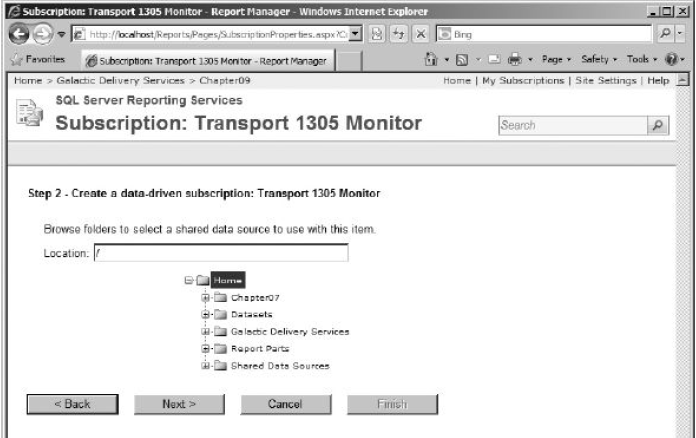 Subscription: Transport 1305 Monitor - Report Manager - Windows Internet Explorer
http://localhost/Reports/Pages/SubscriptionProperties.aspx?C
Bing
Favorites
Subscription: Transport 1305 Monitor - Report Manager
Page
Safety
Tools
Home > Galactic Delivery Services > Chapter09
Home | My Subscriptions | Site Settings | Help
SQL Server Reporting Services
Subscription: Transport 1305 Monitor
Search
Step 2 - Create a data-driven subscription: Transport 1305 Monitor
Browse folders to select a shared data source to use with this item.
Location: /
Home
Chapter07
Datasets
Galactic Delivery Services
Report Parts
Shared Data Sources
< Back
Next >
Cancel
Finish